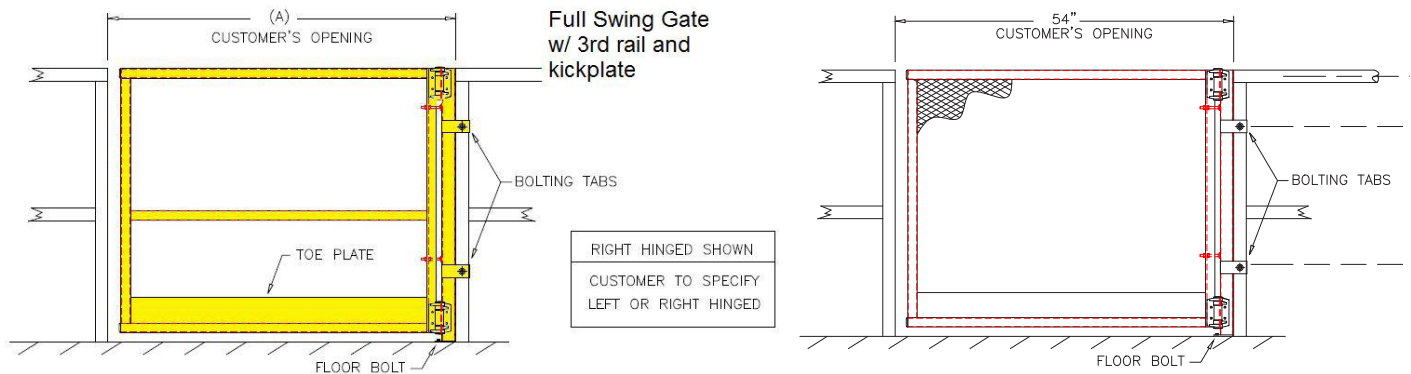 (A)
CUSTOMER'S OPENING
Full Swing Gate
w/ 3rd rail and
kickplate
BOLTING TABS
TOE PLATE
FLOOR BOLT
RIGHT HINGED SHOWN
CUSTOMER TO SPECIFY
LEFT OR RIGHT HINGED
54"
CUSTOMER'S OPENING
BOLTING TABS
FLOOR BOLT